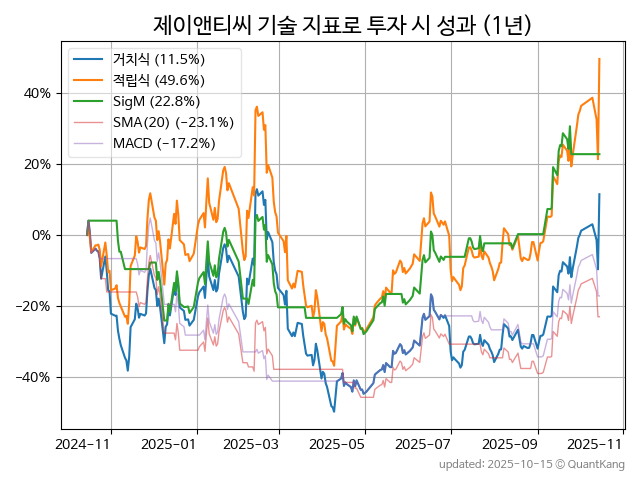 제이앤티씨 기술 지표로 투자 시 성과 (1년)
거치식 (11.5%)
적립식 (49.6%)
SigM (22.8%)
SMA(20) (−23.1%)
MACD (−17.2%)
40%
20%
0%
−20%
−40%
2024−11
2025−01
2025−03
2025−05
2025−07
2025−09
2025−11
updated: 2025-10-15 © QuantKang